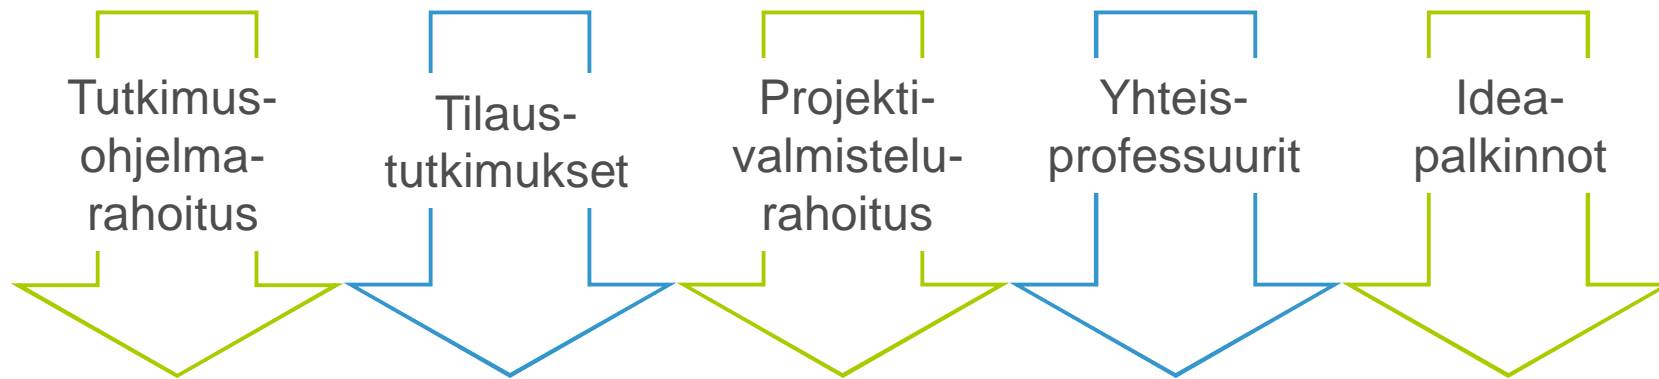 Tutkimus-
ohjelma-
rahoitus
Tilaus-
tutkimukset
Projekti-
valmistelu-
rahoitus
Yhteis-
professuurit
Idea-
palkinnot